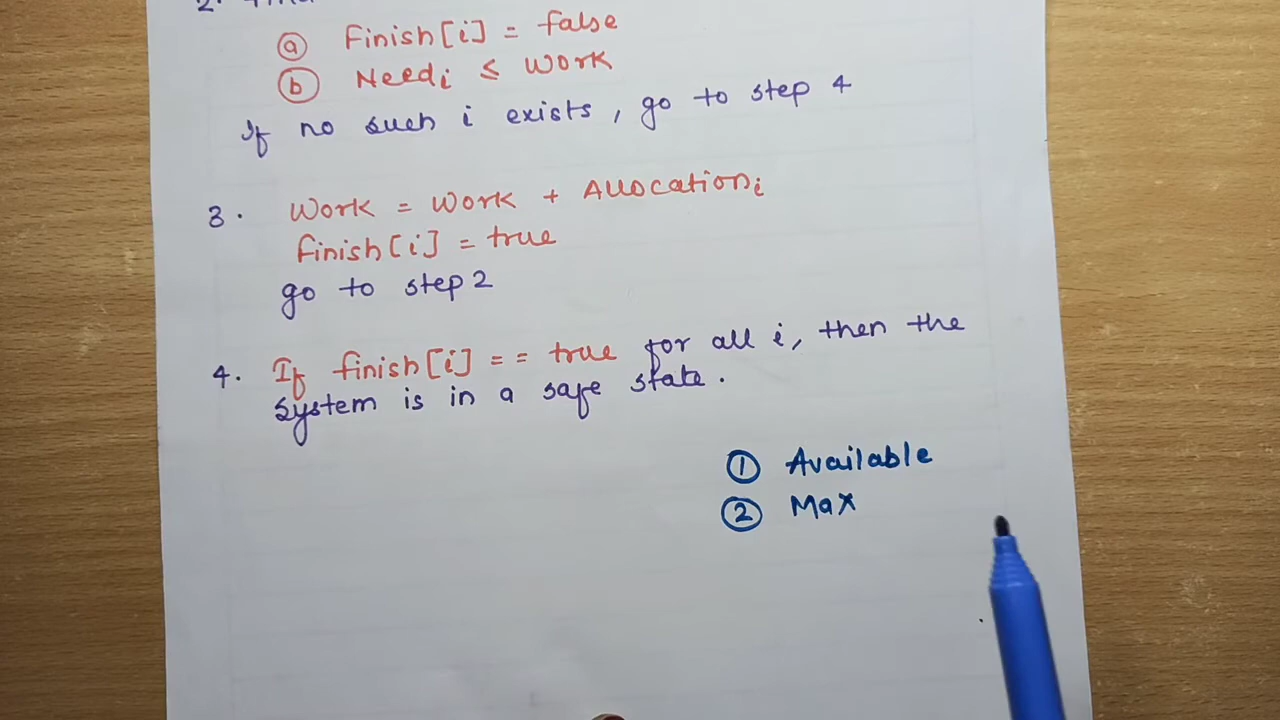 2.
ⓐ Finish[i] = false
ⓑ Needi ≤ Work
If no such i exists, go to step 4
3. Work = Work + Allocationi
finish[i] = true
go to step 2
4. If finish[i] == true for all i, then the
system is in a safe state.
① Available
② Max